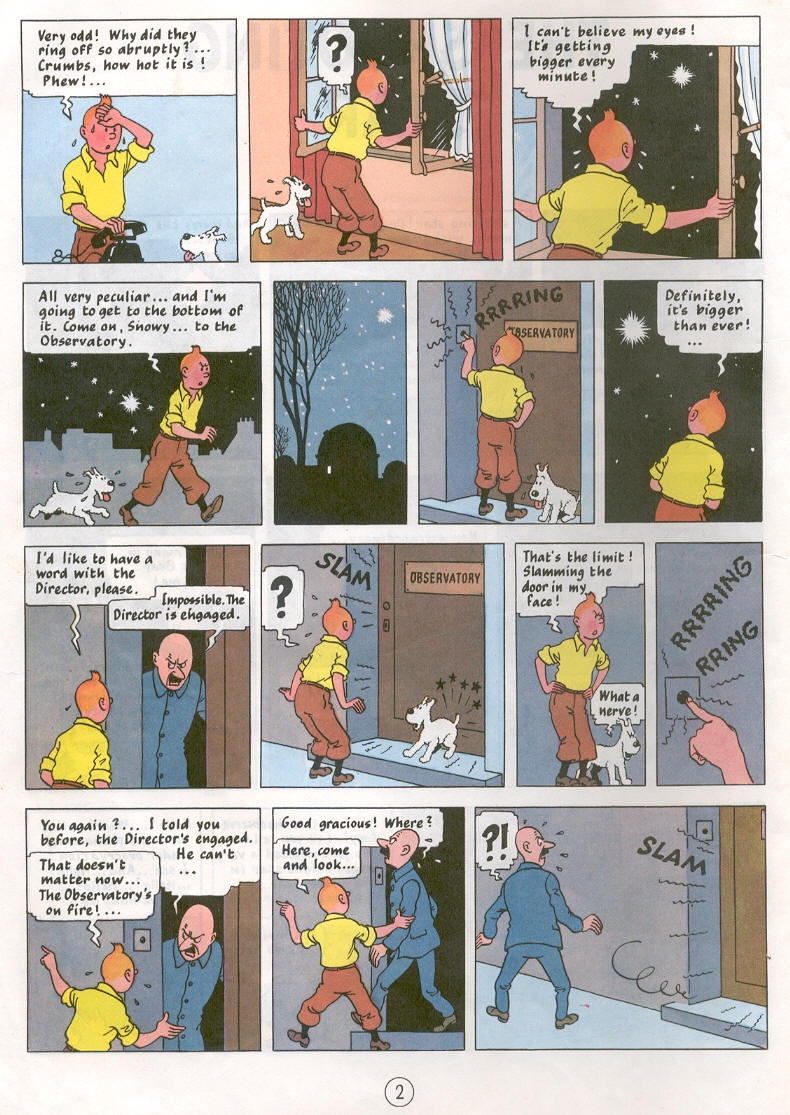 Very odd! Why did they
ring off so abruptly?...
Crumbs, how hot it is!
Phew!...
?
I can't believe my eyes!
It's getting
bigger every
minute!
All very peculiar... and I'm
going to get to the bottom of
it. Come on, Snowy... to the
Observatory.
RRRRING
OBSERVATORY
Definitely,
it's bigger
than ever!
...
I'd like to have a
word with the
Director, please.
Impossible. The
Director is engaged.
?
SLAM
OBSERVATORY
That's the limit!
Slamming the
door in my
face!
What a
nerve!
RRRRING
RRING
You again?... I told you
before, the Director's engaged.
He can't
...
That doesn't
matter now...
The Observatory's
on fire!...
Good gracious! Where?
Here, come
and look...
?!
SLAM
2